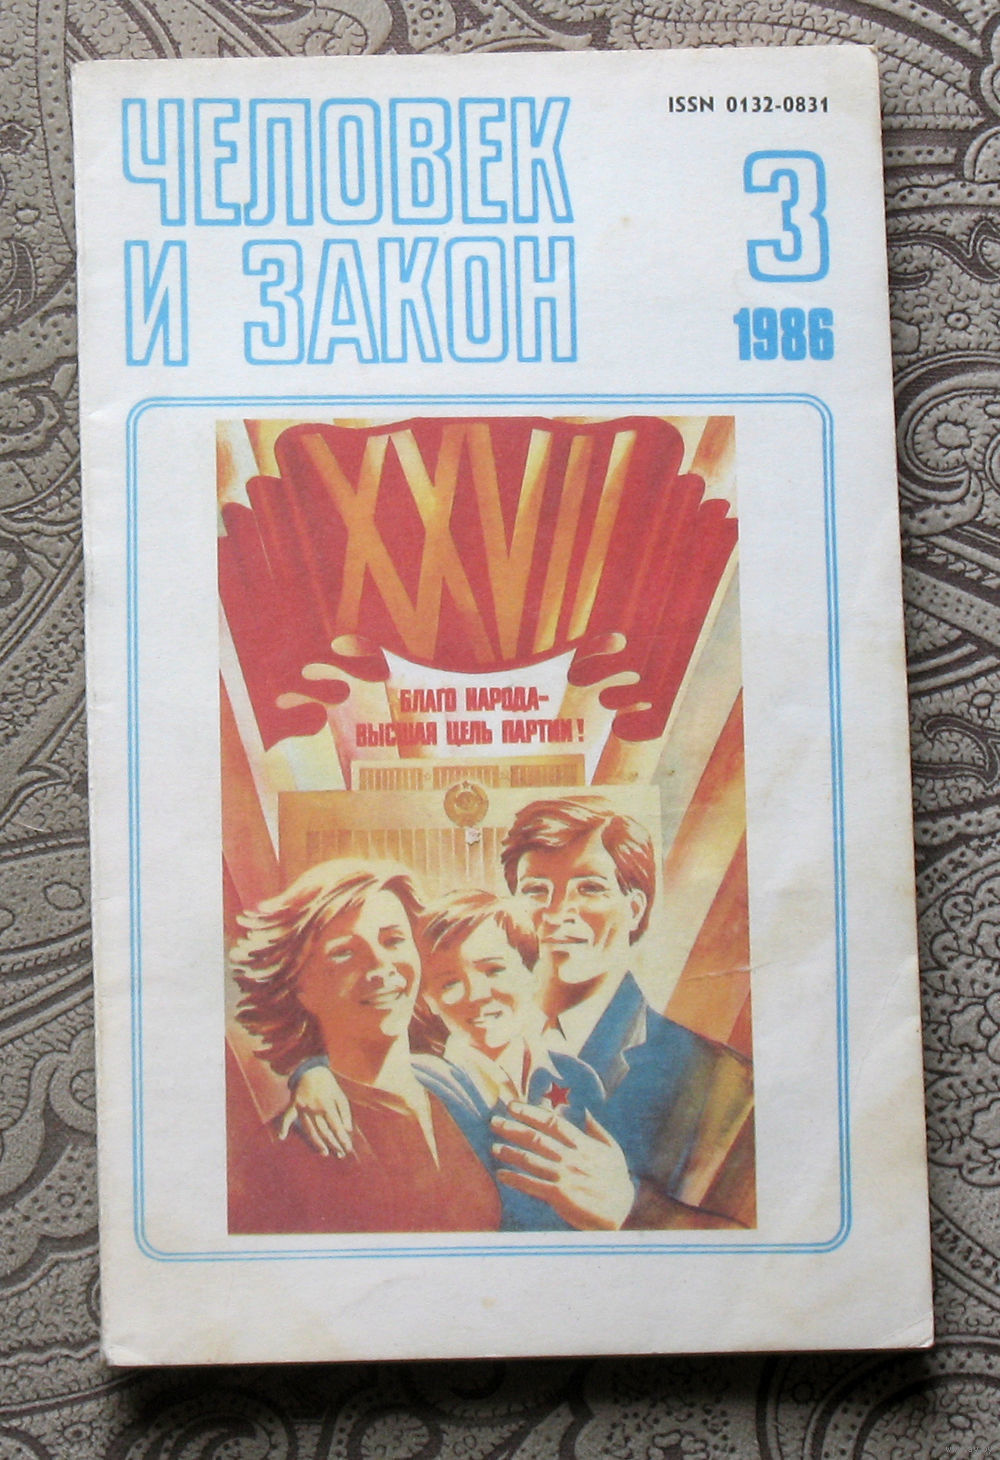 ЧЕЛОВЕК
И ЗАКОН
ISSN 0132-0831
3
1986
XXVII
БЛАГО НАРОДА-
ВЫСШАЯ ЦЕЛЬ ПАРТИИ!